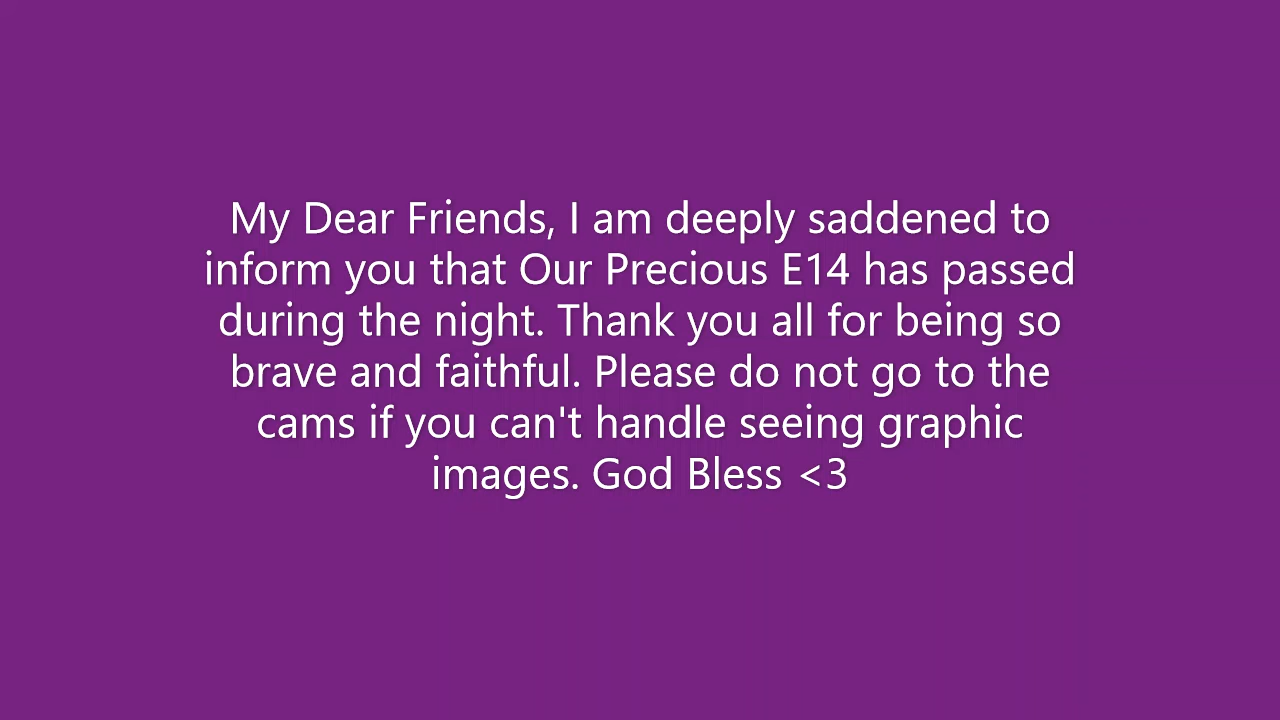 My Dear Friends, I am deeply saddened to
inform you that Our Precious E14 has passed
during the night. Thank you all for being so
brave and faithful. Please do not go to the
cams if you can't handle seeing graphic
images. God Bless <3